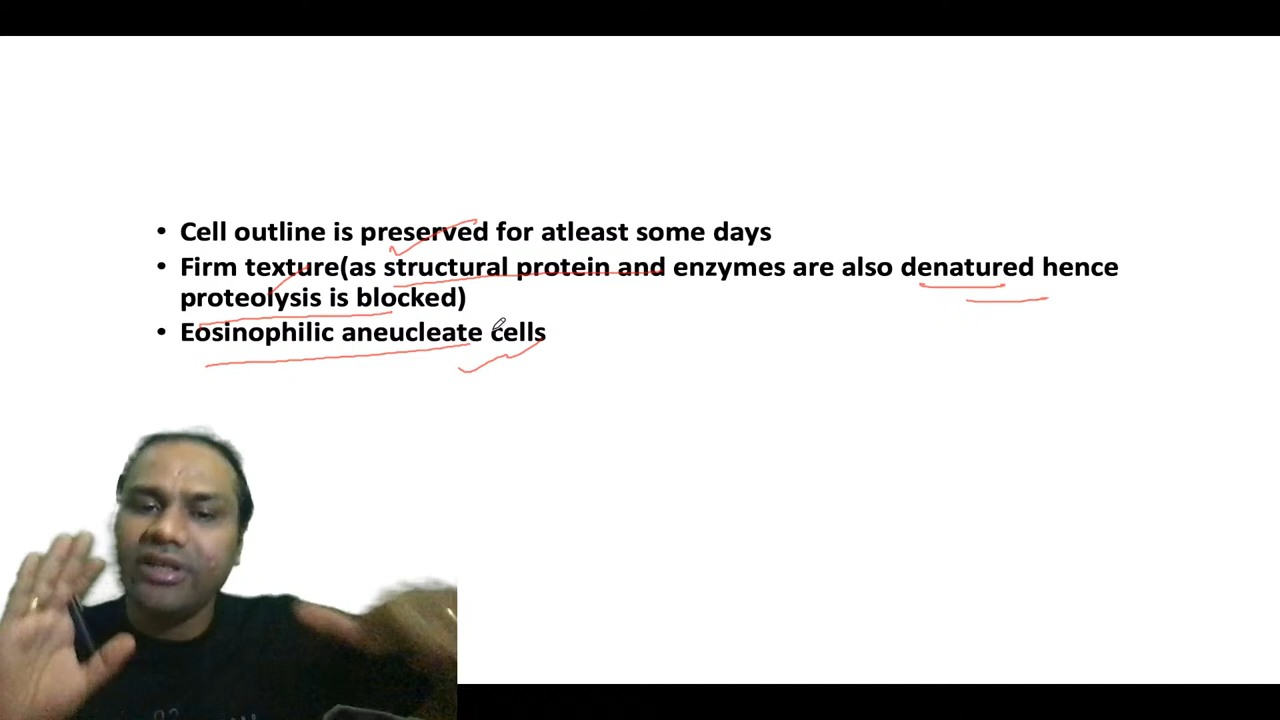 • Cell outline is preserved for atleast some days
• Firm texture(as structural protein and enzymes are also denatured hence
proteolysis is blocked)
• Eosinophilic aneucleate cells